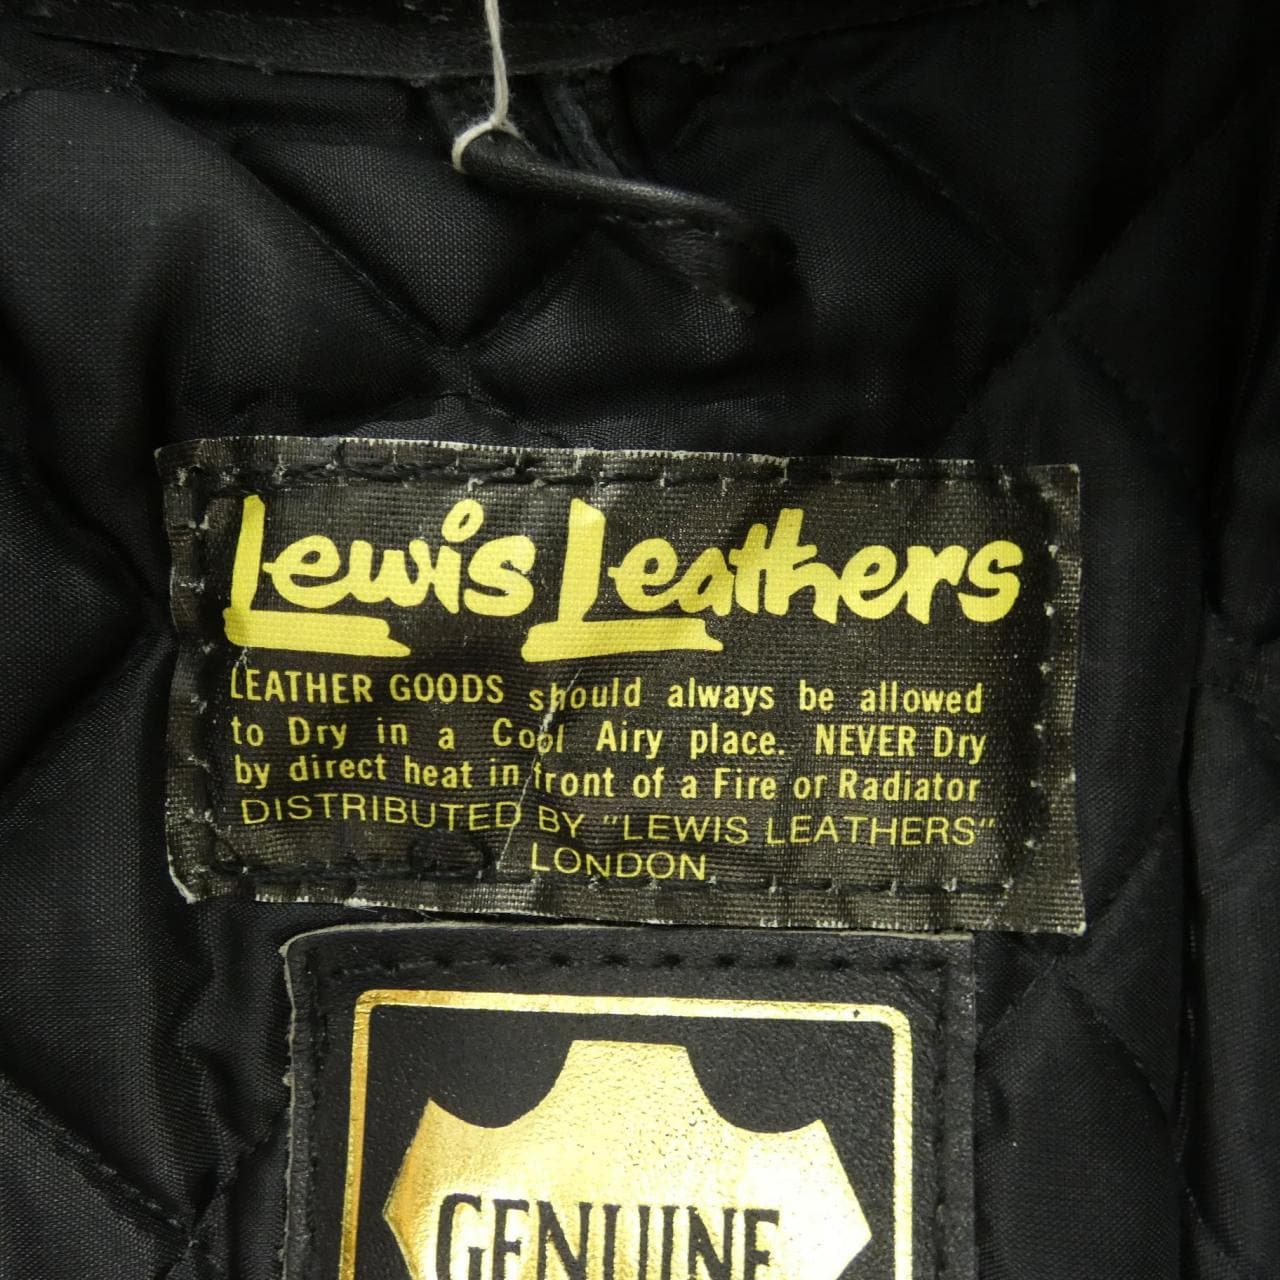 Lewis Leathers
LEATHER GOODS should always be allowed
to Dry in a Cool Airy place. NEVER Dry
by direct heat in front of a Fire or Radiator
DISTRIBUTED BY "LEWIS LEATHERS"
LONDON
GENUINE